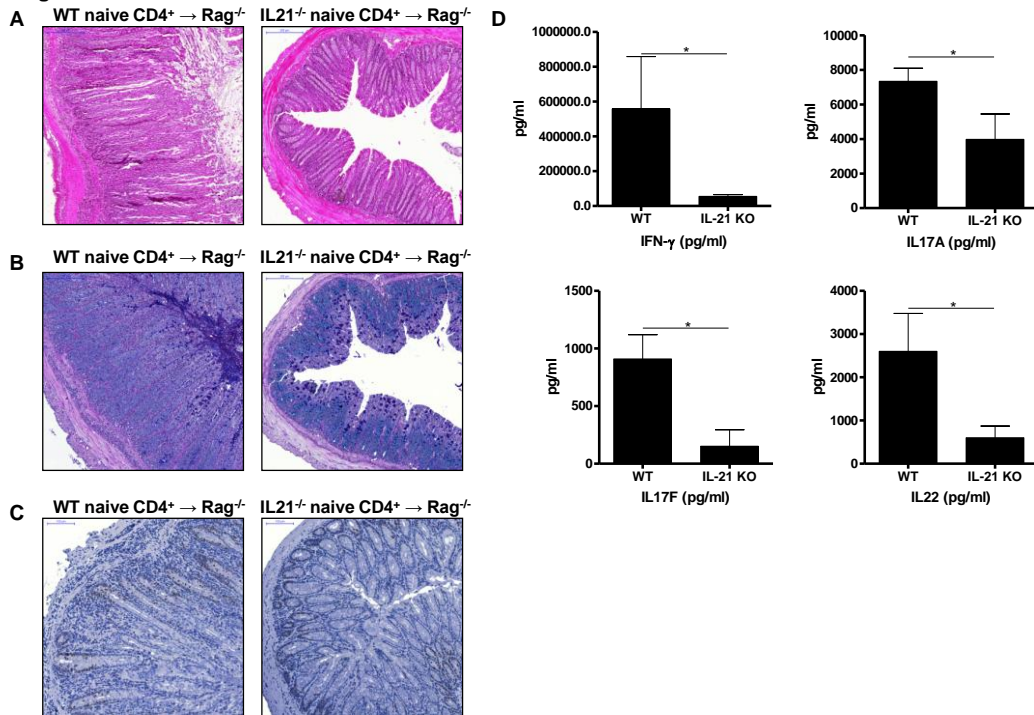 A
WT naive CD4⁺ → Rag⁻/⁻
IL21⁻/⁻ naive CD4⁺ → Rag⁻/⁻
B
WT naive CD4⁺ → Rag⁻/⁻
IL21⁻/⁻ naive CD4⁺ → Rag⁻/⁻
C
WT naive CD4⁺ → Rag⁻/⁻
IL21⁻/⁻ naive CD4⁺ → Rag⁻/⁻
D
pg/ml
1000000.0
800000.0
600000.0
400000.0
200000.0
0.0
*
WT
IL-21 KO
IFN-γ (pg/ml)
pg/ml
10000
8000
6000
4000
2000
0
*
WT
IL-21 KO
IL17A (pg/ml)
pg/ml
1500
1000
500
0
*
WT
IL-21 KO
IL17F (pg/ml)
pg/ml
4000
3000
2000
1000
0
*
WT
IL-21 KO
IL22 (pg/ml)